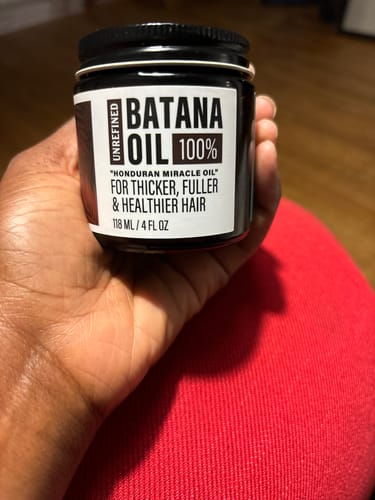 UNREFINED
BATANA
OIL 100%
"HONDURAN MIRACLE OIL"
FOR THICKER, FULLER
& HEALTHIER HAIR
118 ML / 4 FL OZ